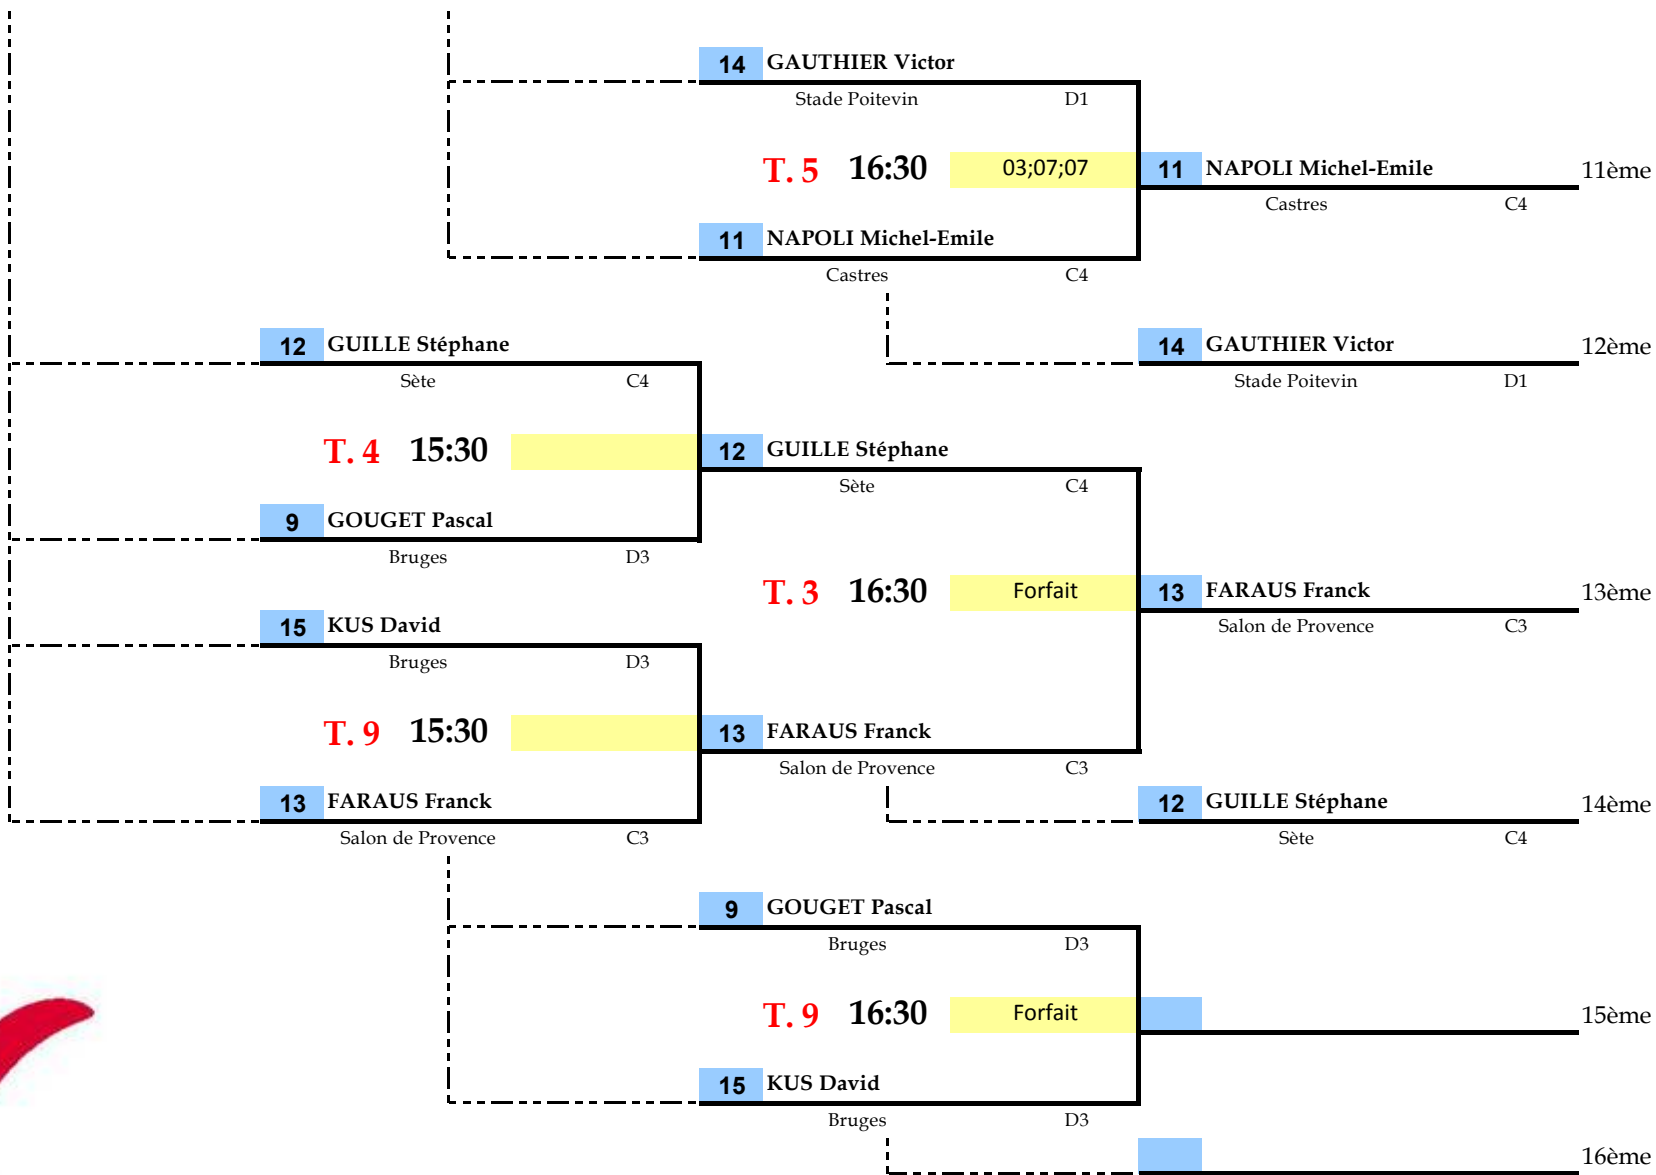 14 GAUTHIER Victor
Stade Poitevin D1
T. 5 16:30 03;07;07 11 NAPOLI Michel-Emile 11ème
Castres C4
11 NAPOLI Michel-Emile
Castres C4
12 GUILLE Stéphane 14 GAUTHIER Victor 12ème
Sète C4 Stade Poitevin D1
T. 4 15:30 12 GUILLE Stéphane
Sète C4
9 GOUGET Pascal
Bruges D3
T. 3 16:30 Forfait 13 FARAUS Franck 13ème
15 KUS David Salon de Provence C3
Bruges D3
T. 9 15:30 13 FARAUS Franck
Salon de Provence C3
13 FARAUS Franck 12 GUILLE Stéphane 14ème
Salon de Provence C3 Sète C4
9 GOUGET Pascal
Bruges D3
T. 9 16:30 Forfait 15ème
15 KUS David
Bruges D3
16ème